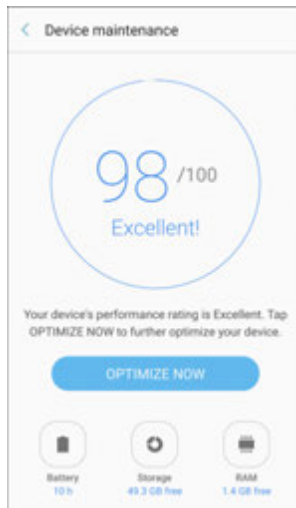 Device maintenance
98 /100
Excellent!
Your device's performance rating is Excellent. Tap
OPTIMIZE NOW to further optimize your device.
OPTIMIZE NOW
Battery Storage RAM
10 h 49.3 GB free 1.4 GB free